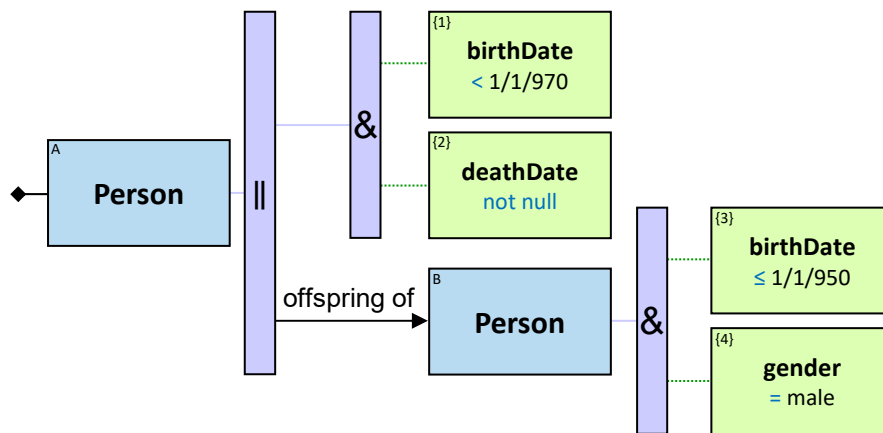 {1}
birthDate
< 1/1/970
&
{2}
deathDate
not null
A
Person
||
offspring of
B
Person
&
{3}
birthDate
≤ 1/1/950
{4}
gender
= male